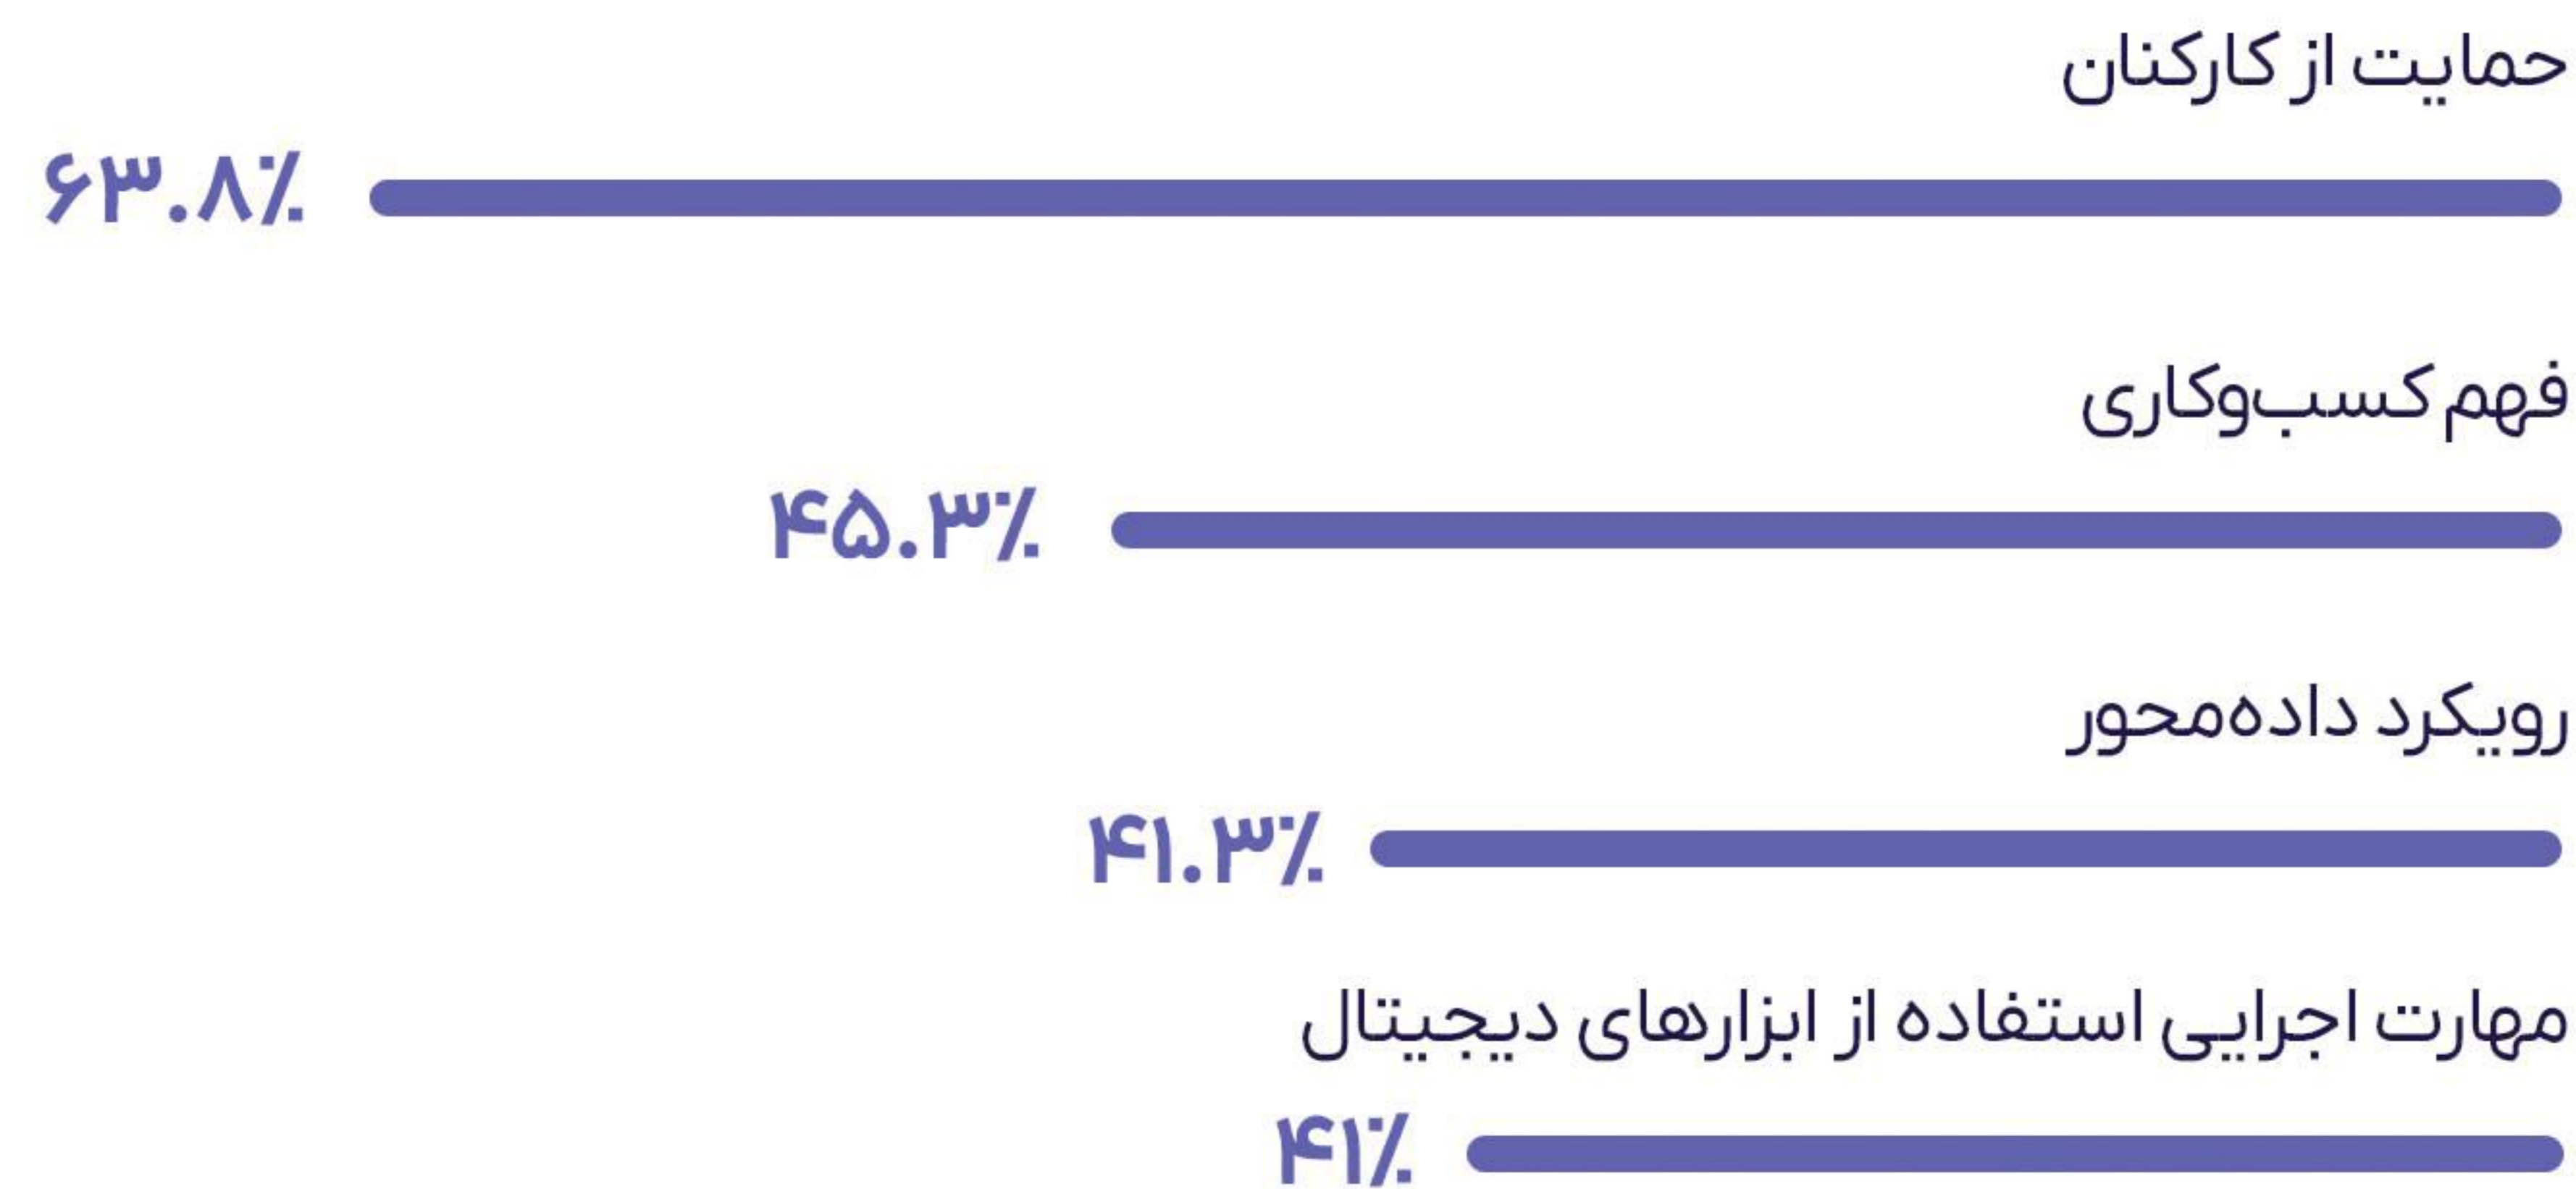 حمایت از کارکنان
۶۳.۸٪
فهم کسب‌وکاری
۴۵.۳٪
رویکرد داده‌محور
۴۱.۳٪
مهارت اجرایی استفاده از ابزارهای دیجیتال
۴۱٪